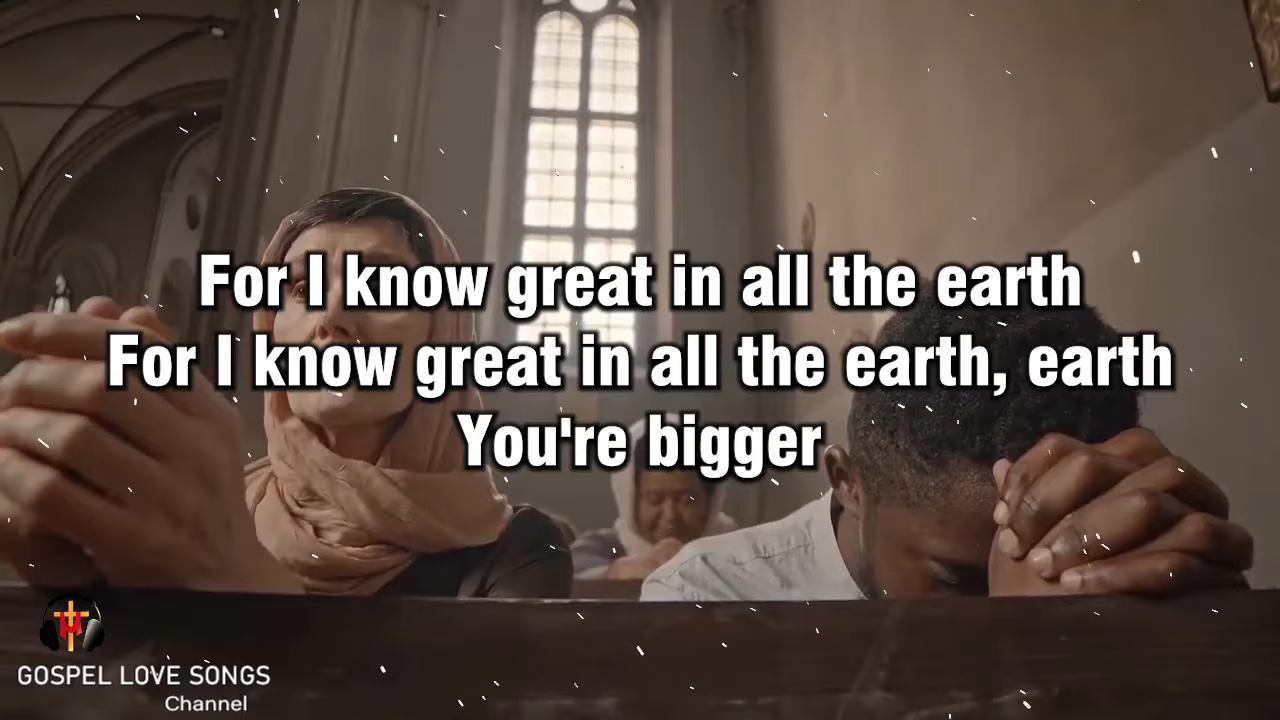 For I know great in all the earth
For I know great in all the earth, earth
You're bigger
GOSPEL LOVE SONGS
Channel